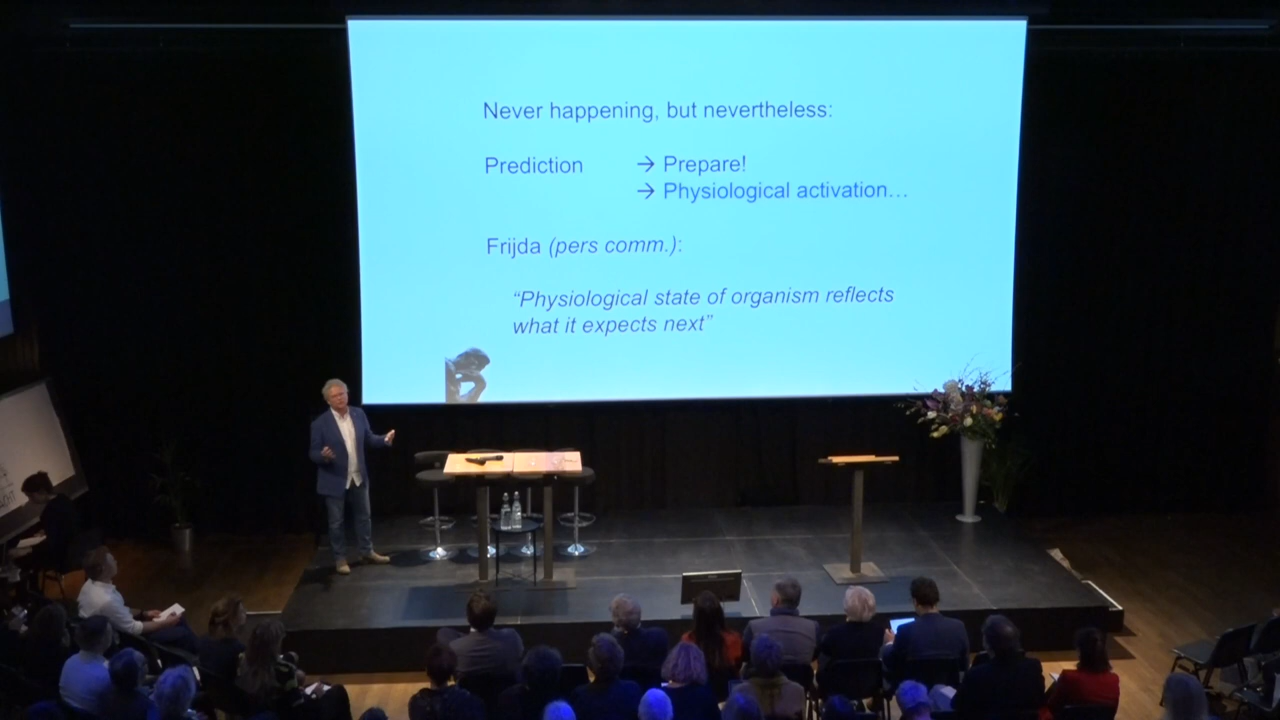 Never happening, but nevertheless:
Prediction → Prepare!
→ Physiological activation…
Frijda (pers comm.):
“Physiological state of organism reflects
what it expects next”